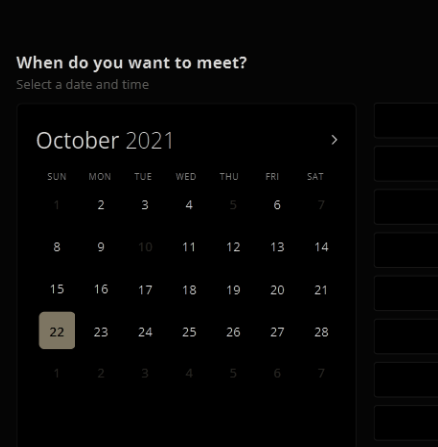 When do you want to meet?
Select a date and time
October 2021
SUN MON TUE WED THU FRI SAT
1 2 3 4 5 6 7
8 9 10 11 12 13 14
15 16 17 18 19 20 21
22 23 24 25 26 27 28
1 2 3 4 5 6 7